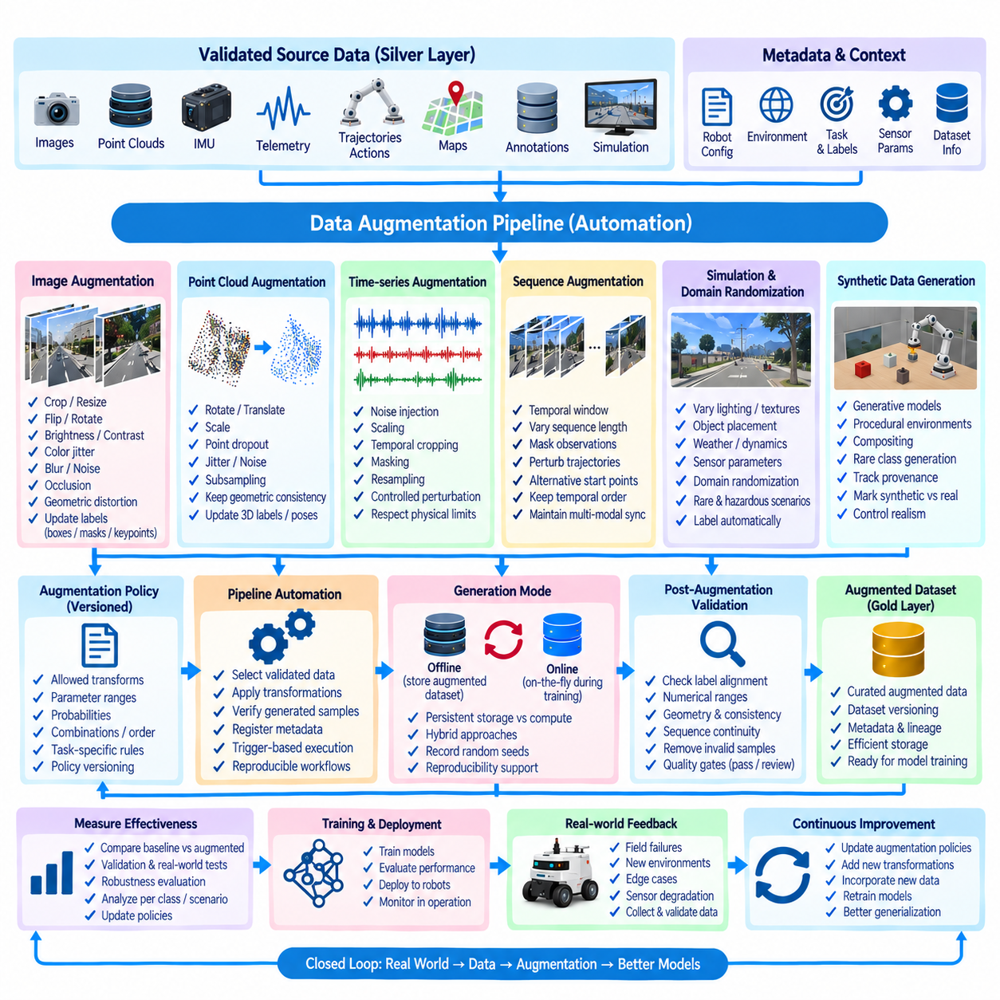 Validated Source Data (Silver Layer)
Images
Point Clouds
IMU
Telemetry
Trajectories
Actions
Maps
Annotations
Simulation
Metadata & Context
Robot
Config
Environment
Task
& Labels
Sensor
Params
Dataset
Info
Data Augmentation Pipeline (Automation)
Image Augmentation
Crop / Resize
Flip / Rotate
Brightness / Contrast
Color jitter
Blur / Noise
Occlusion
Geometric distortion
Update labels
(boxes / masks / keypoints)
Point Cloud Augmentation
Rotate / Translate
Scale
Point dropout
Jitter / Noise
Subsampling
Keep geometric consistency
Update 3D labels / poses
Time-series Augmentation
Noise injection
Scaling
Temporal cropping
Masking
Resampling
Controlled perturbation
Respect physical limits
Sequence Augmentation
...
Temporal window
Vary sequence length
Mask observations
Perturb trajectories
Alternative start points
Keep temporal order
Maintain multi-modal sync
Simulation &
Domain Randomization
Vary lighting / textures
Object placement
Weather / dynamics
Sensor parameters
Domain randomization
Rare & hazardous scenarios
Label automatically
Synthetic Data Generation
Generative models
Procedural environments
Compositing
Rare class generation
Track provenance
Mark synthetic vs real
Control realism
Augmentation Policy
(Versioned)
Allowed transforms
Parameter ranges
Probabilities
Combinations / order
Task-specific rules
Policy versioning
Pipeline Automation
Select validated data
Apply transformations
Verify generated samples
Register metadata
Trigger-based execution
Reproducible workflows
Generation Mode
Offline
(store augmented
dataset)
Online
(on-the-fly during
training)
Persistent storage vs compute
Hybrid approaches
Record random seeds
Reproducibility support
Post-Augmentation
Validation
Check label alignment
Numerical ranges
Geometry & consistency
Sequence continuity
Remove invalid samples
Quality gates (pass / review)
Augmented Dataset
(Gold Layer)
Curated augmented data
Dataset versioning
Metadata & lineage
Efficient storage
Ready for model training
Measure Effectiveness
Compare baseline vs augmented
Validation & real-world tests
Robustness evaluation
Analyze per class / scenario
Update policies
Training & Deployment
Train models
Evaluate performance
Deploy to robots
Monitor in operation
Real-world Feedback
Field failures
New environments
Edge cases
Sensor degradation
Collect & validate data
Continuous Improvement
Update augmentation policies
Add new transformations
Incorporate new data
Retrain models
Better generialization
Closed Loop: Real World → Data → Augmentation → Better Models